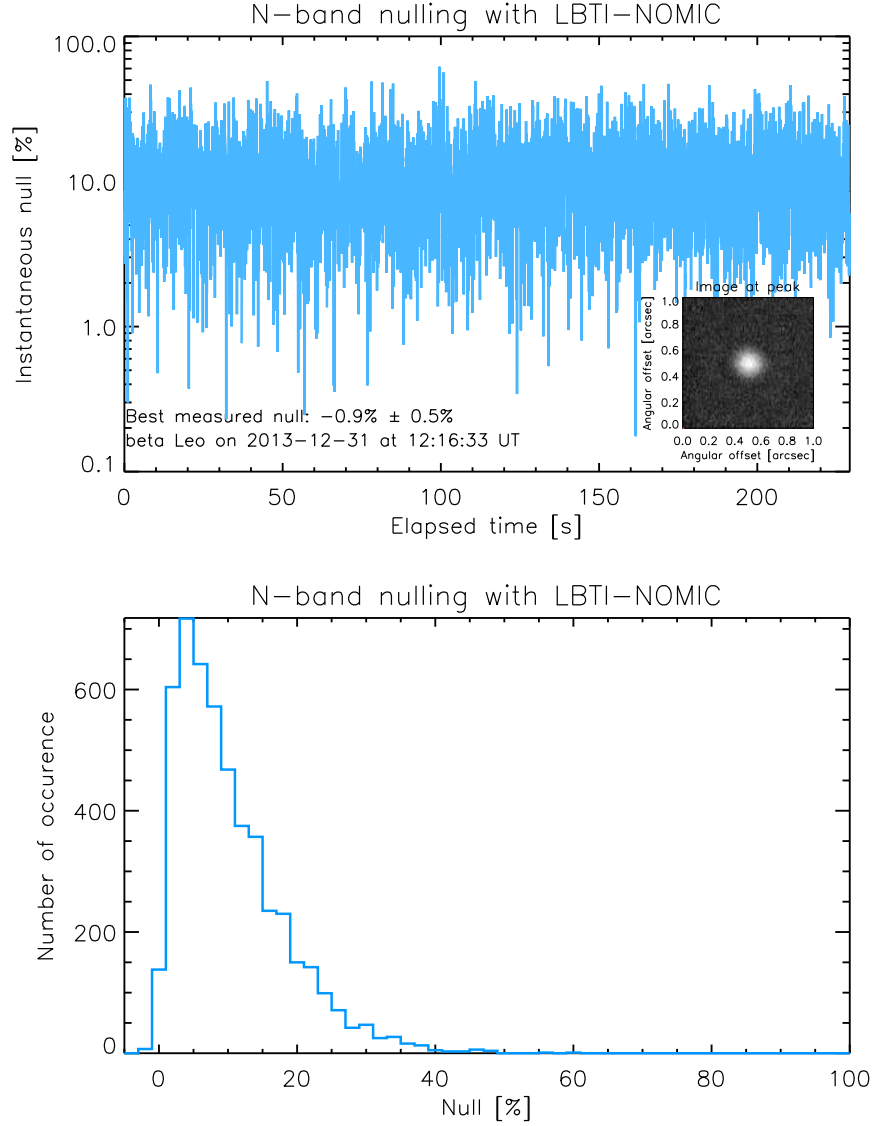 N-band nulling with LBTI-NOMIC
100.0
10.0
1.0
0.1
Instantaneous null [%]
Best measured null: -0.9% ± 0.5%
beta Leo on 2013-12-31 at 12:16:33 UT
Image at peak
1.0
0.8
0.6
0.4
0.2
0.0
Angular offset [arcsec]
0.0 0.2 0.4 0.6 0.8 1.0
Angular offset [arcsec]
0 50 100 150 200
Elapsed time [s]
N-band nulling with LBTI-NOMIC
600
400
200
0
Number of occurence
0 20 40 60 80 100
Null [%]